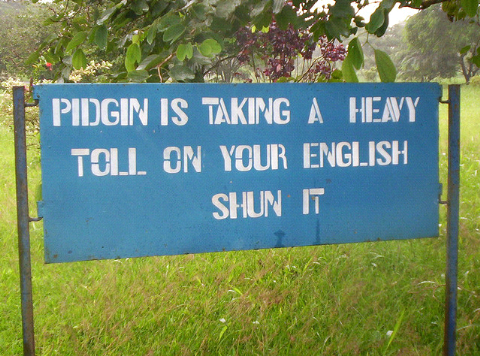 PIDGIN IS TAKING A HEAVY
TOLL ON YOUR ENGLISH
SHUN IT